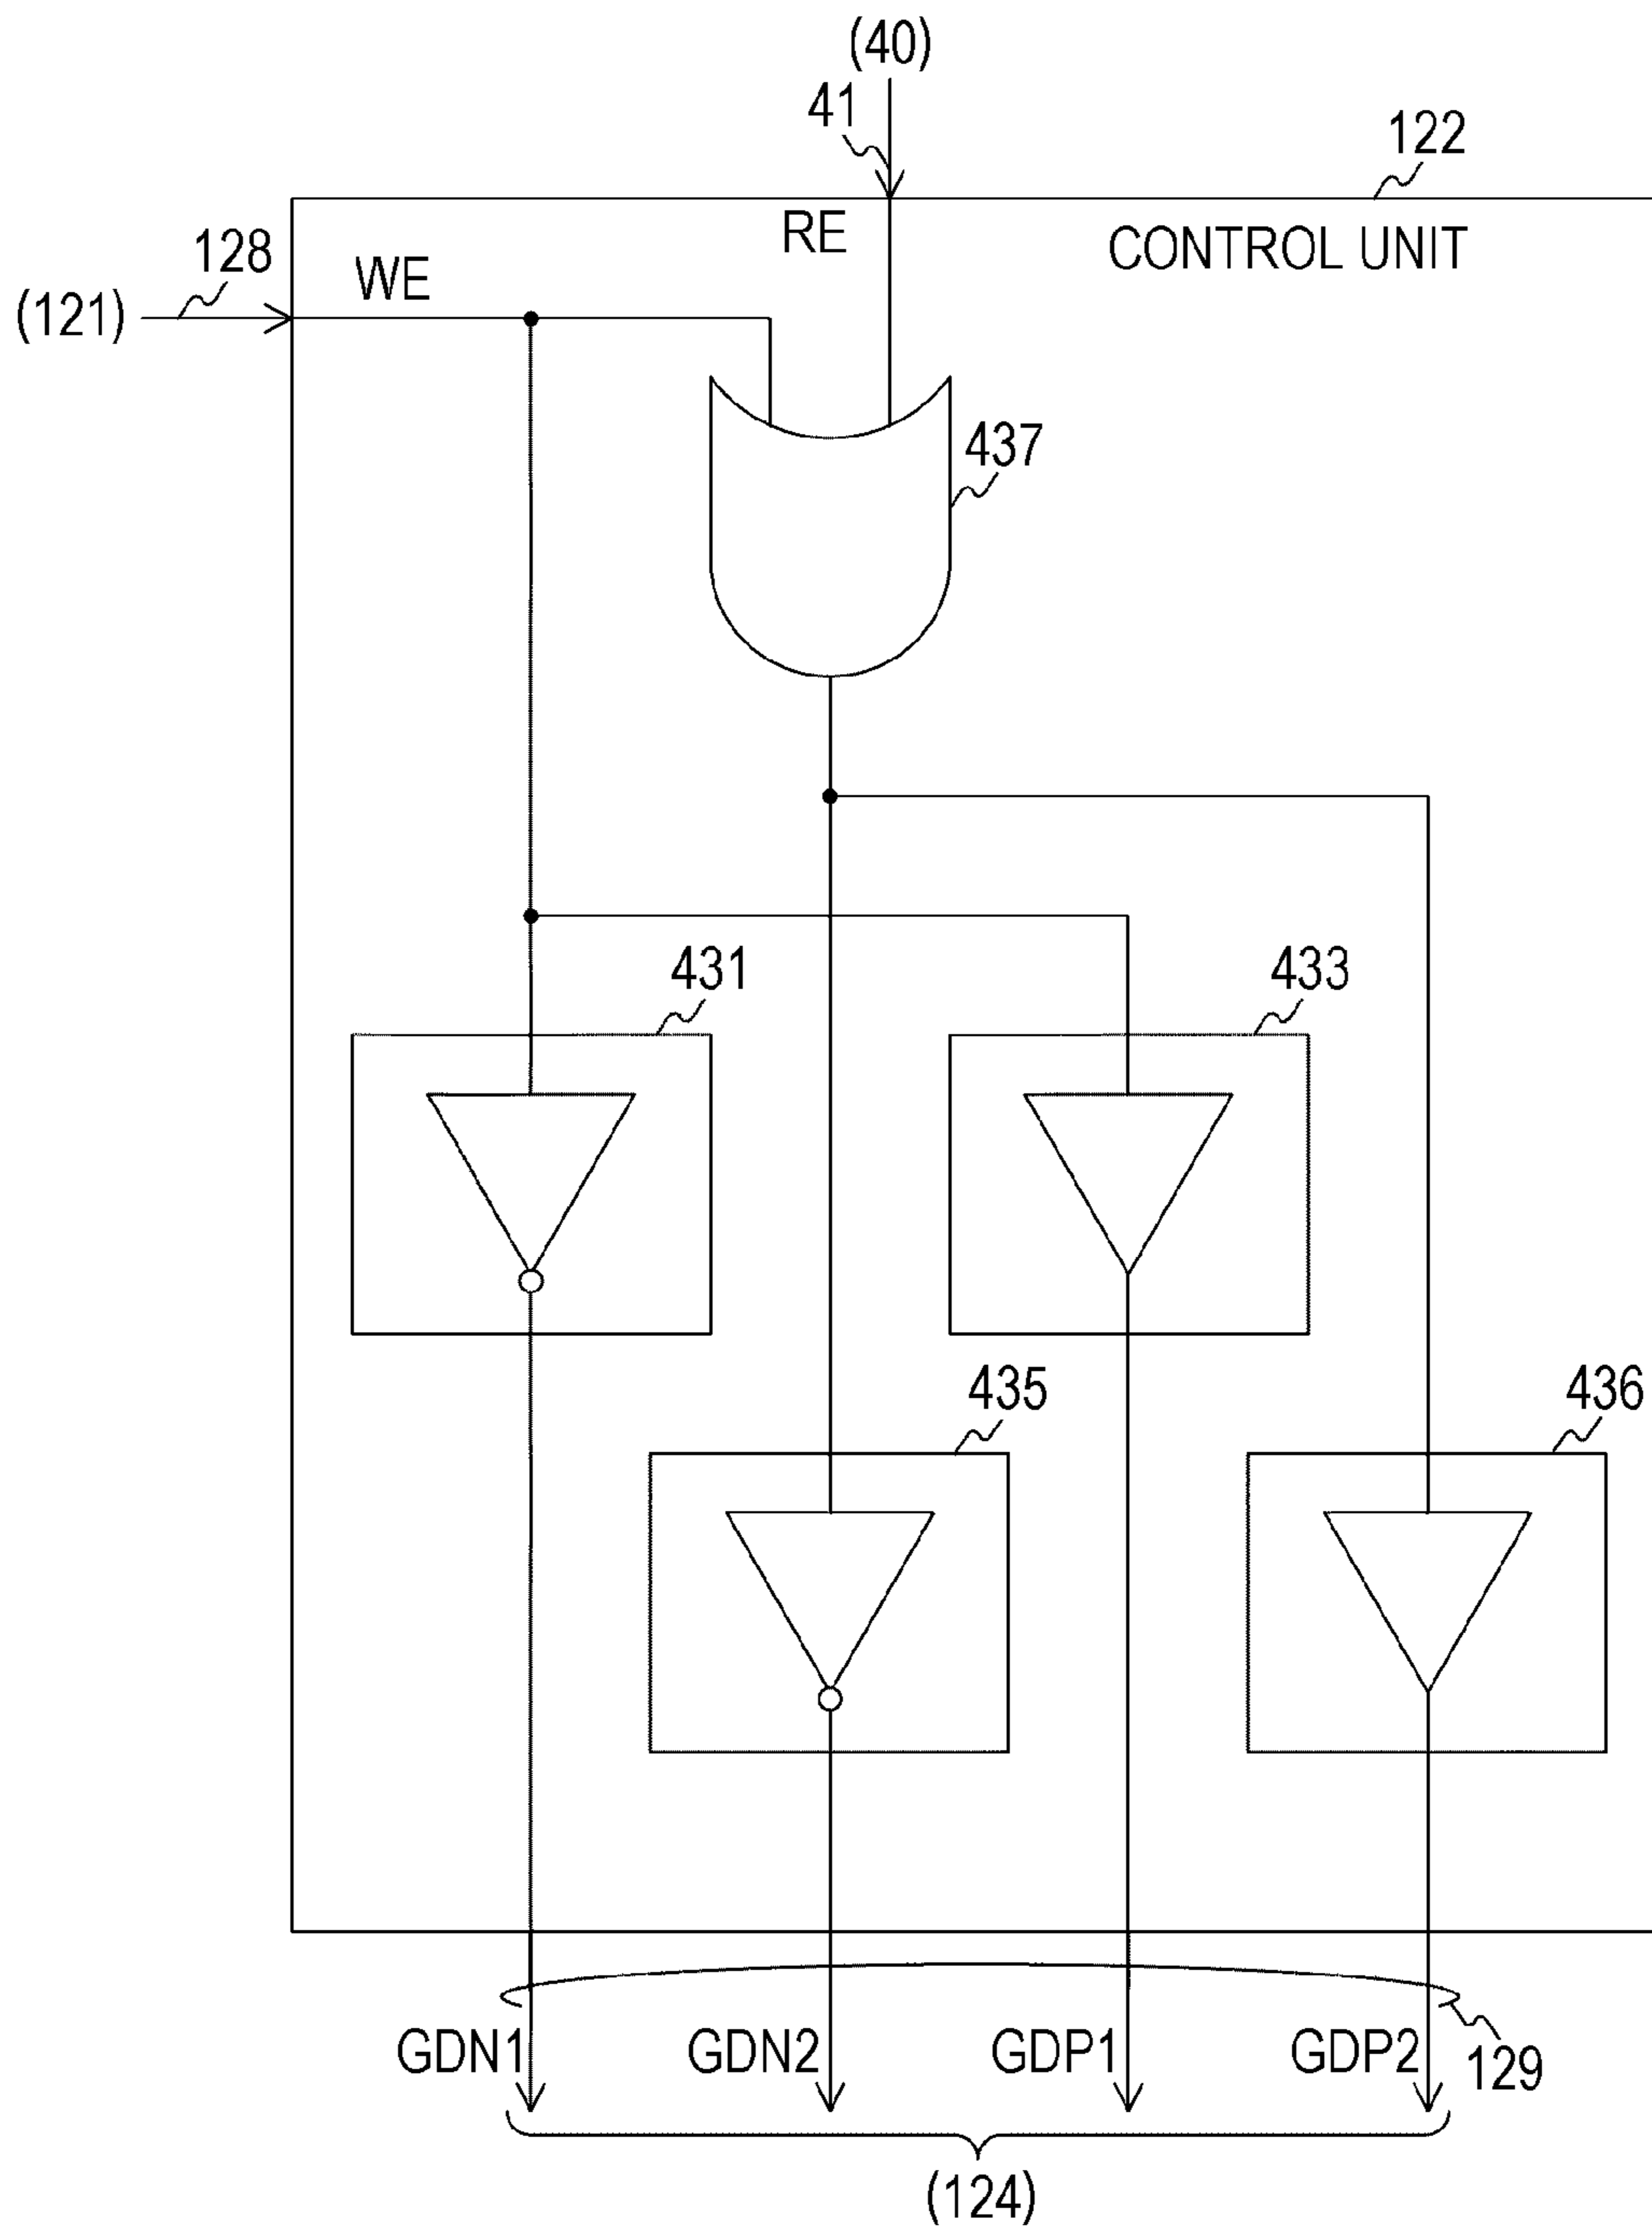 (40)
41
122
RE
CONTROL UNIT
128
WE
(121)
437
431
433
435
436
GDN1
GDN2
GDP1
GDP2
129
(124)